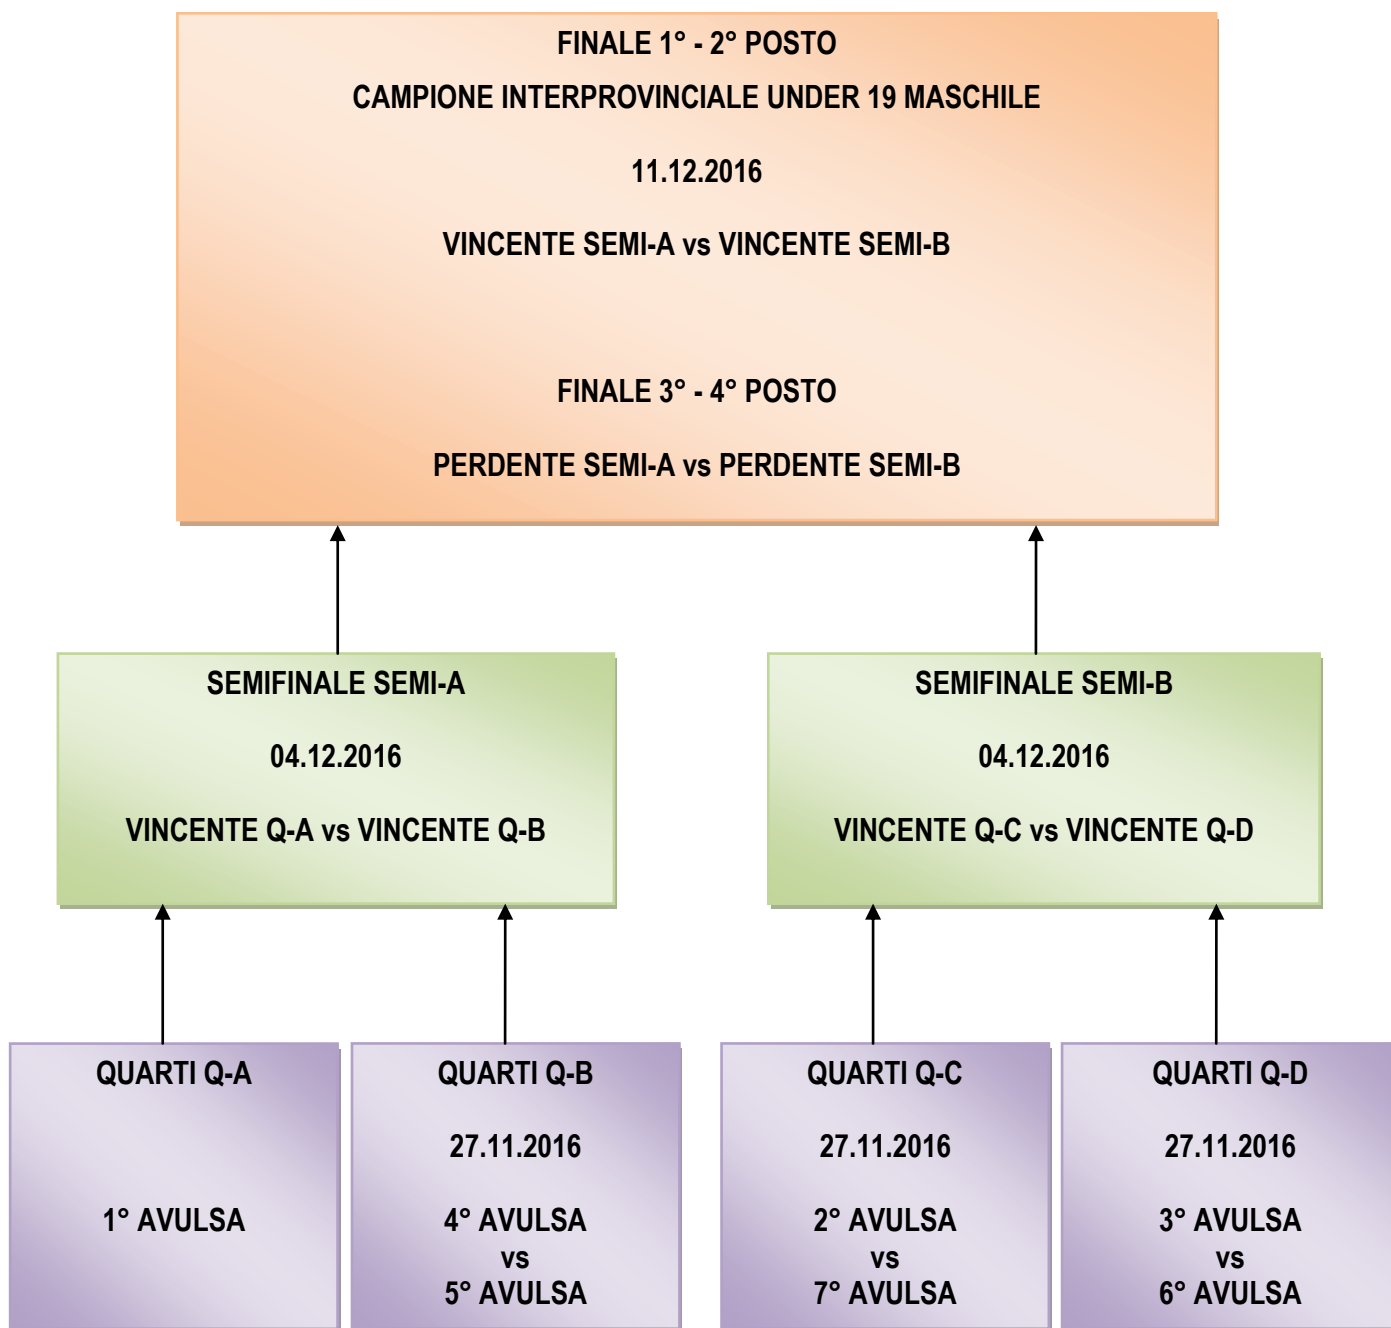 FINALE 1° - 2° POSTO
CAMPIONE INTERPROVINCIALE UNDER 19 MASCHILE
11.12.2016
VINCENTE SEMI-A vs VINCENTE SEMI-B
FINALE 3° - 4° POSTO
PERDENTE SEMI-A vs PERDENTE SEMI-B
SEMIFINALE SEMI-A
04.12.2016
VINCENTE Q-A vs VINCENTE Q-B
SEMIFINALE SEMI-B
04.12.2016
VINCENTE Q-C vs VINCENTE Q-D
QUARTI Q-A
1° AVULSA
QUARTI Q-B
27.11.2016
4° AVULSA
vs
5° AVULSA
QUARTI Q-C
27.11.2016
2° AVULSA
vs
7° AVULSA
QUARTI Q-D
27.11.2016
3° AVULSA
vs
6° AVULSA